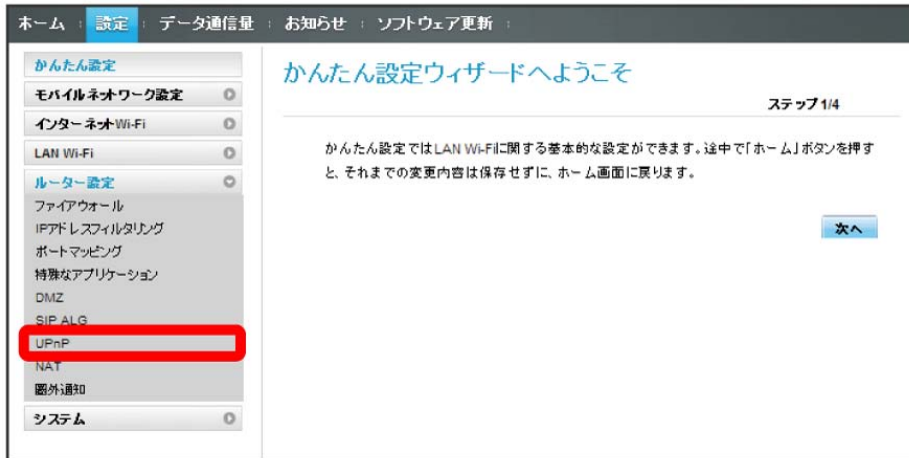 ホーム 設定 データ通信量 お知らせ ソフトウェア更新
かんたん設定
モバイルネットワーク設定
インターネットWi-Fi
LAN Wi-Fi
ルーター設定
ファイアウォール
IPアドレスフィルタリング
ポートマッピング
特殊なアプリケーション
DMZ
SIP ALG
UPnP
NAT
圏外通知
システム
かんたん設定ウィザードへようこそ
ステップ1/4
かんたん設定ではLAN Wi-Fiに関する基本的な設定ができます。途中で「ホーム」ボタンを押す
と、それまでの変更内容は保存せずに、ホーム画面に戻ります。
次へ